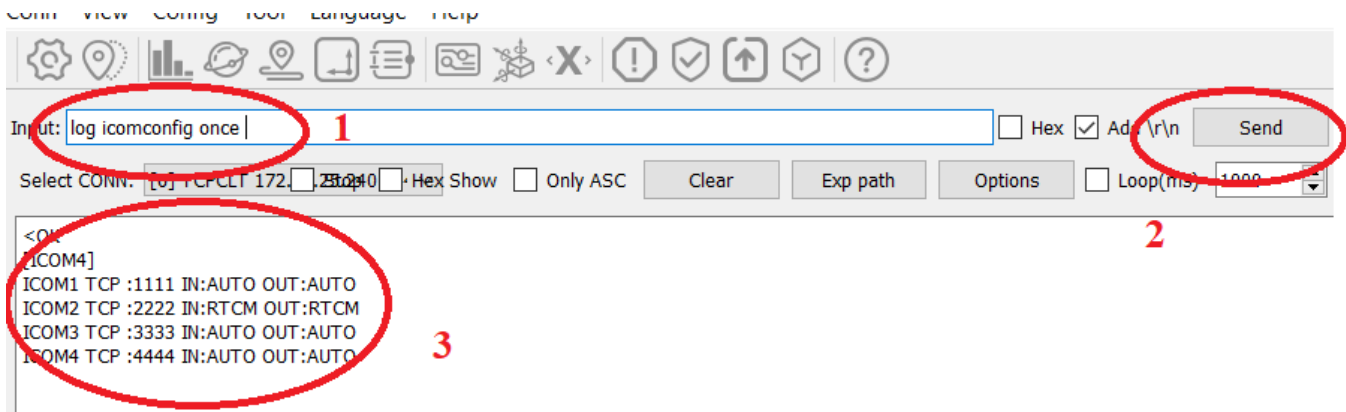 Conn View Config Tool Language Help
Input: log icomconfig once 1 Hex Add \r\n Send
Select CONN. Stop Hex Show Only ASC Clear Exp path Options Loop(ms) 1000
2
<OK
[ICOM4]
ICOM1 TCP :1111 IN:AUTO OUT:AUTO
ICOM2 TCP :2222 IN:RTCM OUT:RTCM
ICOM3 TCP :3333 IN:AUTO OUT:AUTO
3
ICOM4 TCP :4444 IN:AUTO OUT:AUTO